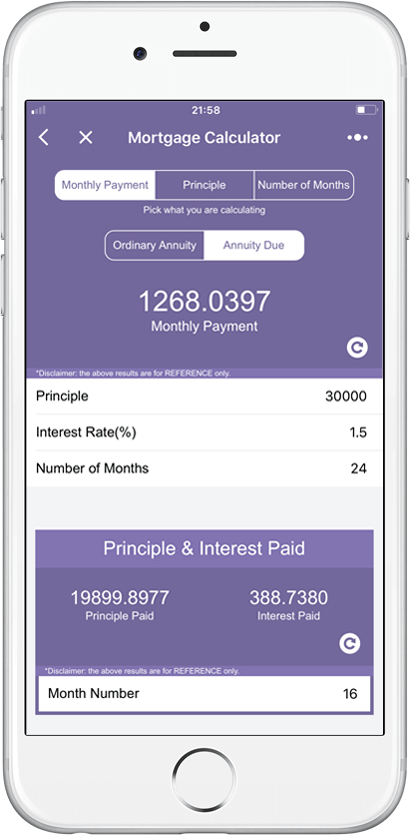 21:58
Mortgage Calculator
Monthly Payment Principle Number of Months
Pick what you are calculating
Ordinary Annuity Annuity Due
1268.0397
Monthly Payment
*Disclaimer: the above results are for REFERENCE only.
Principle 30000
Interest Rate(%) 1.5
Number of Months 24
Principle & Interest Paid
19899.8977 388.7380
Principle Paid Interest Paid
*Disclaimer: the above results are for REFERENCE only.
Month Number 16